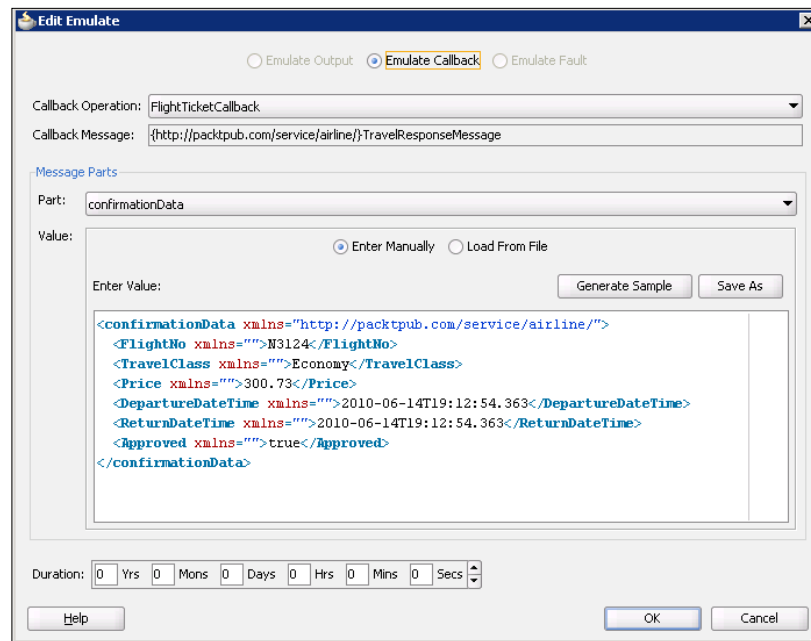 Edit Emulate
Emulate Output Emulate Callback Emulate Fault
Callback Operation: FlightTicketCallback
Callback Message: {http://packtpub.com/service/airline/}TravelResponseMessage
Message Parts
Part: confirmationData
Value: Enter Manually Load From File
Enter Value: Generate Sample Save As
<confirmationData xmlns="http://packtpub.com/service/airline/">
<FlightNo xmlns="">N3124</FlightNo>
<TravelClass xmlns="">Economy</TravelClass>
<Price xmlns="">300.73</Price>
<DepartureDateTime xmlns="">2010-06-14T19:12:54.363</DepartureDateTime>
<ReturnDateTime xmlns="">2010-06-14T19:12:54.363</ReturnDateTime>
<Approved xmlns="">true</Approved>
</confirmationData>
Duration: 0 Yrs 0 Mons 0 Days 0 Hrs 0 Mins 0 Secs
Help OK Cancel